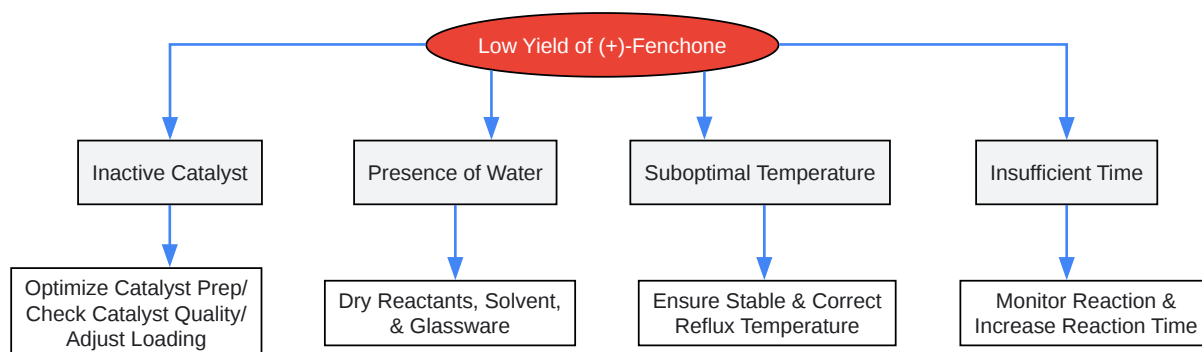 Low Yield of (+)-Fenchone
Inactive Catalyst
Presence of Water
Suboptimal Temperature
Insufficient Time
Optimize Catalyst Prep/
Check Catalyst Quality/
Adjust Loading
Dry Reactants, Solvent,
& Glassware
Ensure Stable & Correct
Reflux Temperature
Monitor Reaction &
Increase Reaction Time